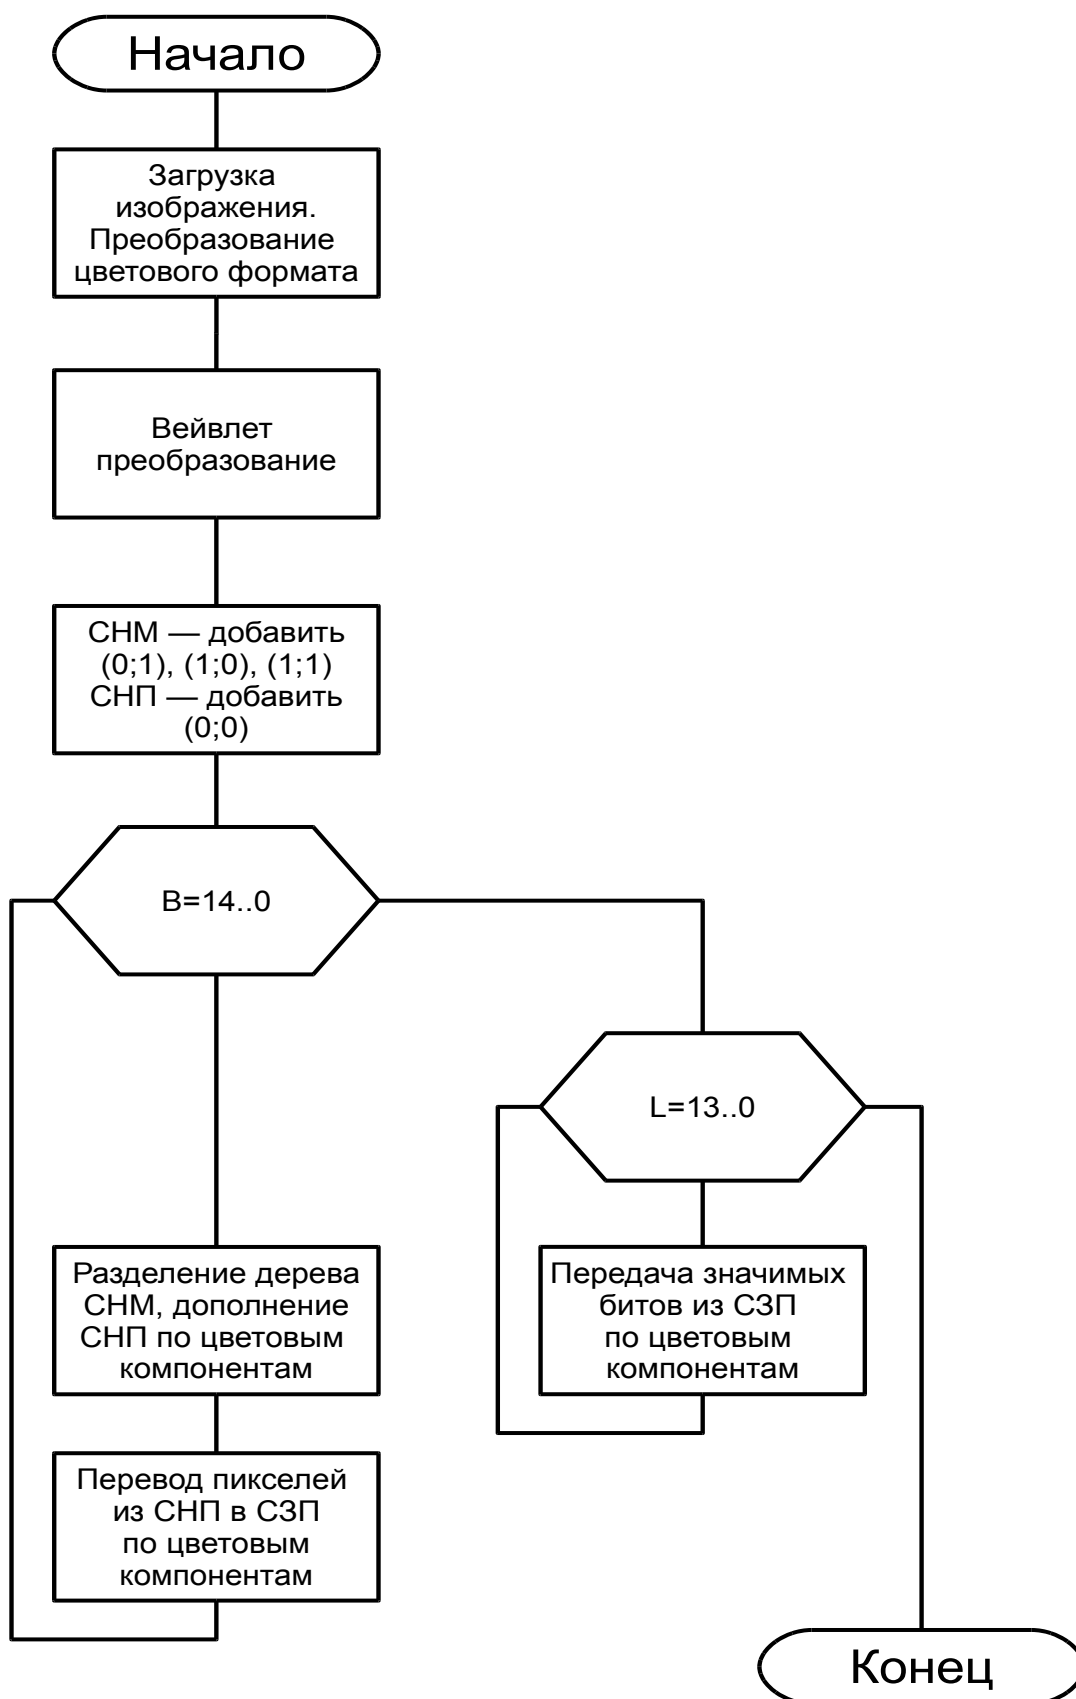 Начало
Загрузка
изображения.
Преобразование
цветового формата
Вейвлет
преобразование
СНМ — добавить
(0;1), (1;0), (1;1)
СНП — добавить
(0;0)
B=14..0
L=13..0
Разделение дерева
СНМ, дополнение
СНП по цветовым
компонентам
Передача значимых
битов из СЗП
по цветовым
компонентам
Перевод пикселей
из СНП в СЗП
по цветовым
компонентам
Конец